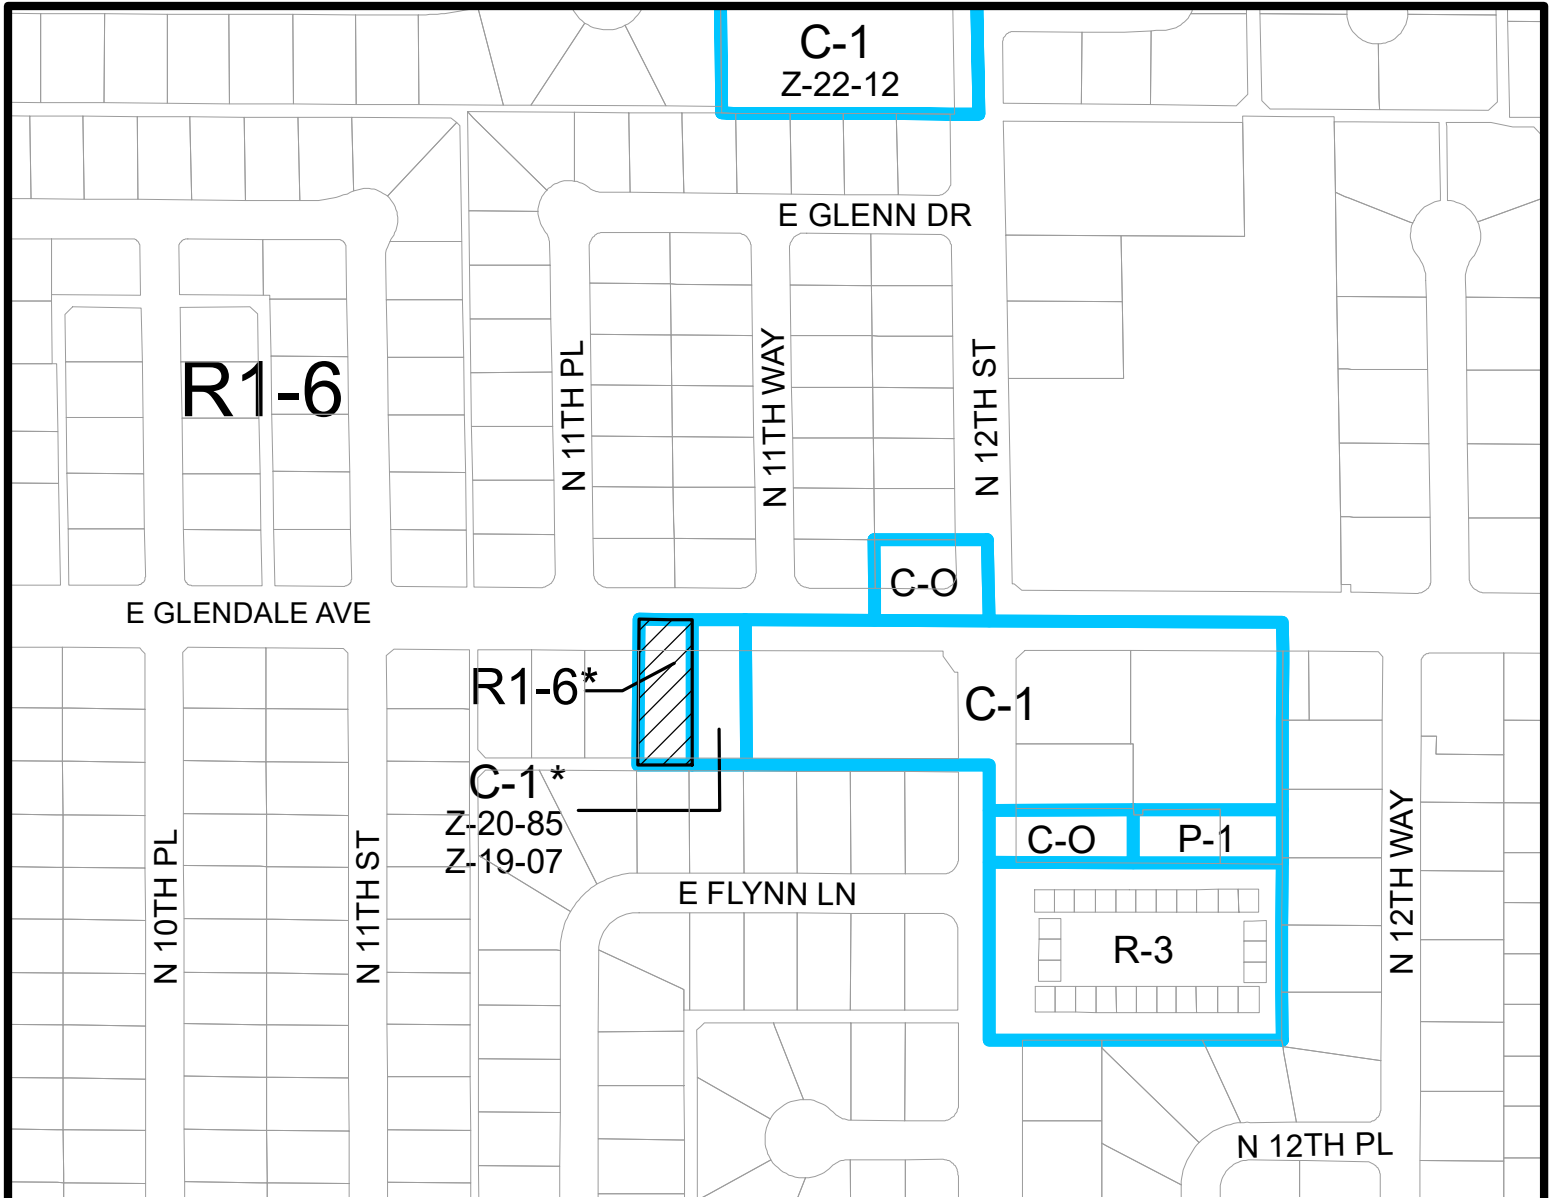 C-1
Z-22-12
E GLENN DR
R1-6
N 11TH PL
N 11TH WAY
N 12TH ST
C-O
E GLENDALE AVE
R1-6*
C-1
C-1 *
Z-20-85
Z-19-07
C-O
P-1
N 10TH PL
N 11TH ST
E FLYNN LN
N 12TH WAY
R-3
N 12TH PL